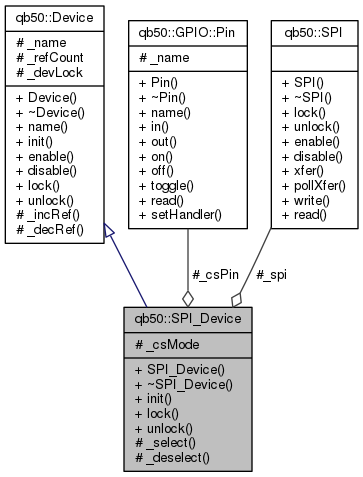 qb50::Device
# _name
# _refCount
# _devLock
+ Device()
+ ~Device()
+ name()
+ init()
+ enable()
+ disable()
+ lock()
+ unlock()
# _incRef()
# _decRef()
qb50::GPIO::Pin
# _name
+ Pin()
+ ~Pin()
+ name()
+ in()
+ out()
+ on()
+ off()
+ toggle()
+ read()
+ setHandler()
qb50::SPI
+ SPI()
+ ~SPI()
+ lock()
+ unlock()
+ enable()
+ disable()
+ xfer()
+ pollXfer()
+ write()
+ read()
#_csPin
#_spi
qb50::SPI_Device
# _csMode
+ SPI_Device()
+ ~SPI_Device()
+ init()
+ lock()
+ unlock()
# _select()
# _deselect()